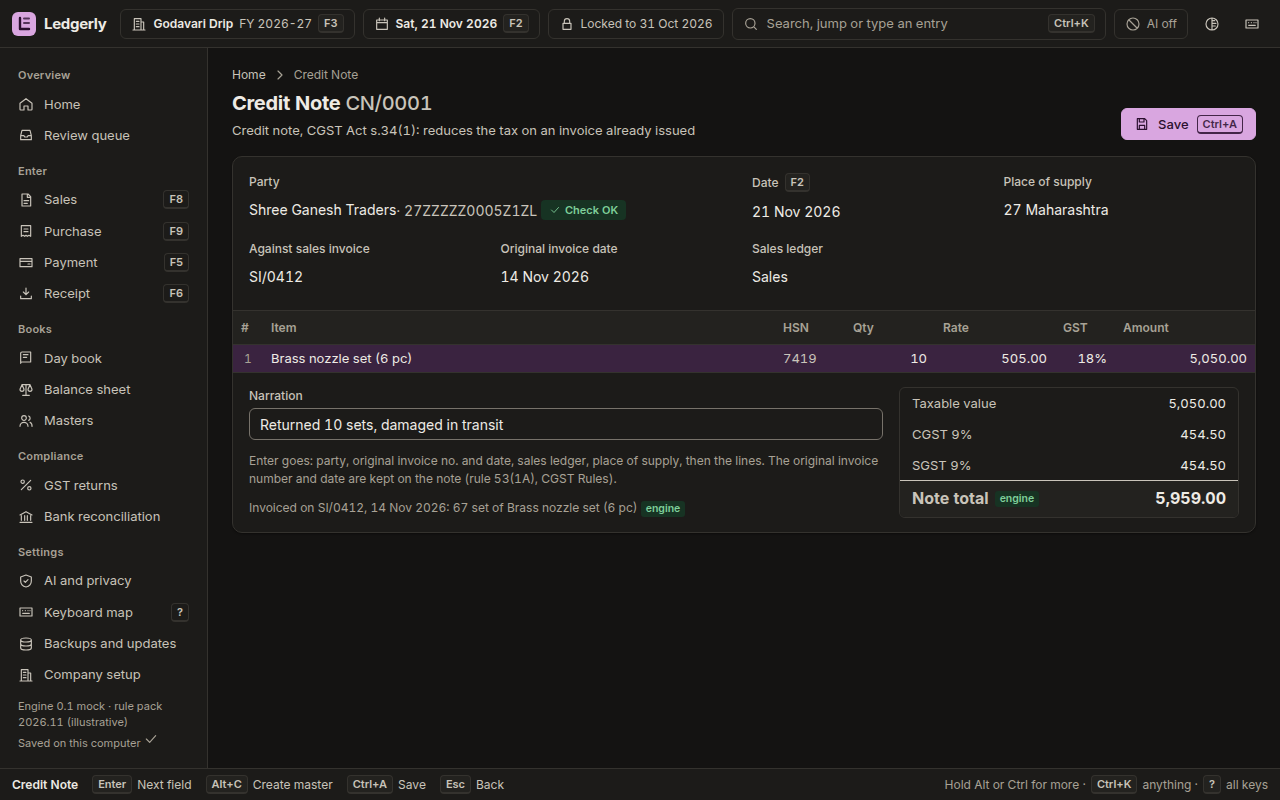 Ledgerly
Godavari Drip FY 2026-27 F3
Sat, 21 Nov 2026 F2
Locked to 31 Oct 2026
Search, jump or type an entry Ctrl+K
AI off
Overview
Home
Review queue
Enter
Sales F8
Purchase F9
Payment F5
Receipt F6
Books
Day book
Balance sheet
Masters
Compliance
GST returns
Bank reconciliation
Settings
AI and privacy
Keyboard map ?
Backups and updates
Company setup
Engine 0.1 mock · rule pack
2026.11 (illustrative)
Saved on this computer
Home > Credit Note
Credit Note CN/0001
Credit note, CGST Act s.34(1): reduces the tax on an invoice already issued
Save Ctrl+A
Party Date F2 Place of supply
Shree Ganesh Traders · 27ZZZZZ0005Z1ZL Check OK 21 Nov 2026 27 Maharashtra
Against sales invoice Original invoice date Sales ledger
SI/0412 14 Nov 2026 Sales
# Item HSN Qty Rate GST Amount
1 Brass nozzle set (6 pc) 7419 10 505.00 18% 5,050.00
Narration
Returned 10 sets, damaged in transit
Enter goes: party, original invoice no. and date, sales ledger, place of supply, then the lines. The original invoice
number and date are kept on the note (rule 53(1A), CGST Rules).
Invoiced on SI/0412, 14 Nov 2026: 67 set of Brass nozzle set (6 pc) engine
Taxable value 5,050.00
CGST 9% 454.50
SGST 9% 454.50
Note total engine 5,959.00
Credit Note Enter Next field Alt+C Create master Ctrl+A Save Esc Back
Hold Alt or Ctrl for more · Ctrl+K anything · ? all keys